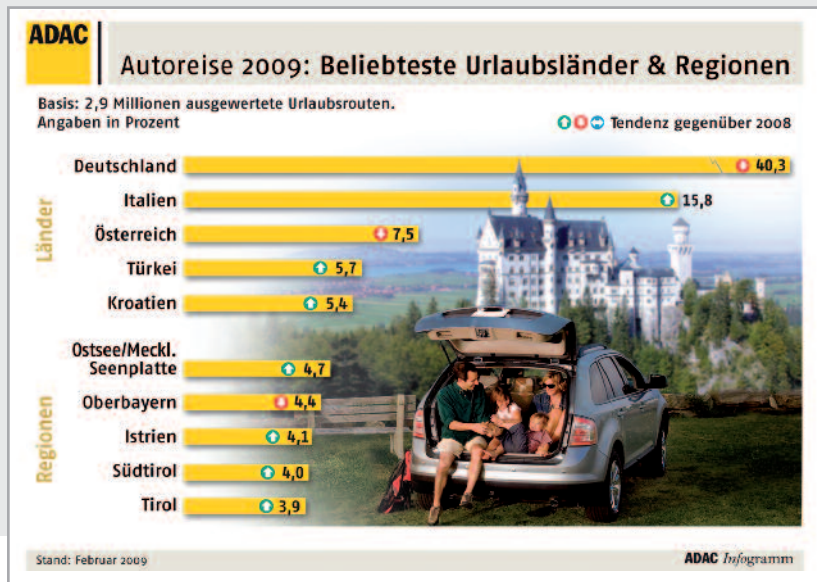 ADAC
Autoreise 2009: Beliebteste Urlaubsländer & Regionen
Basis: 2,9 Millionen ausgewertete Urlaubsrouten.
Angaben in Prozent
Tendenz gegenüber 2008
Länder
Deutschland 40,3
Italien 15,8
Österreich 7,5
Türkei 5,7
Kroatien 5,4
Regionen
Ostsee/Meckl.
Seenplatte 4,7
Oberbayern 4,4
Istrien 4,1
Südtirol 4,0
Tirol 3,9
Stand: Februar 2009
ADAC Infogramm